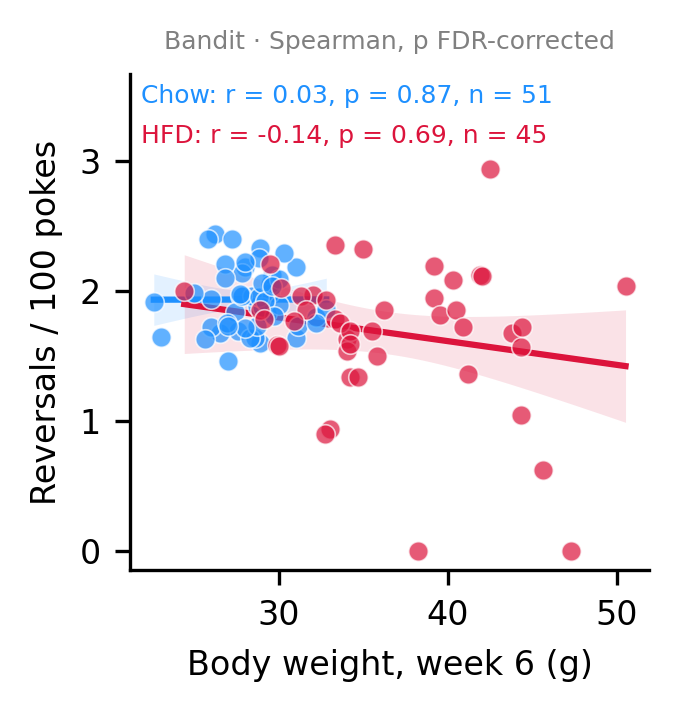 Bandit · Spearman, p FDR-corrected
Chow: r = 0.03, p = 0.87, n = 51
HFD: r = -0.14, p = 0.69, n = 45
Reversals / 100 pokes
3
2
1
0
30 40 50
Body weight, week 6 (g)